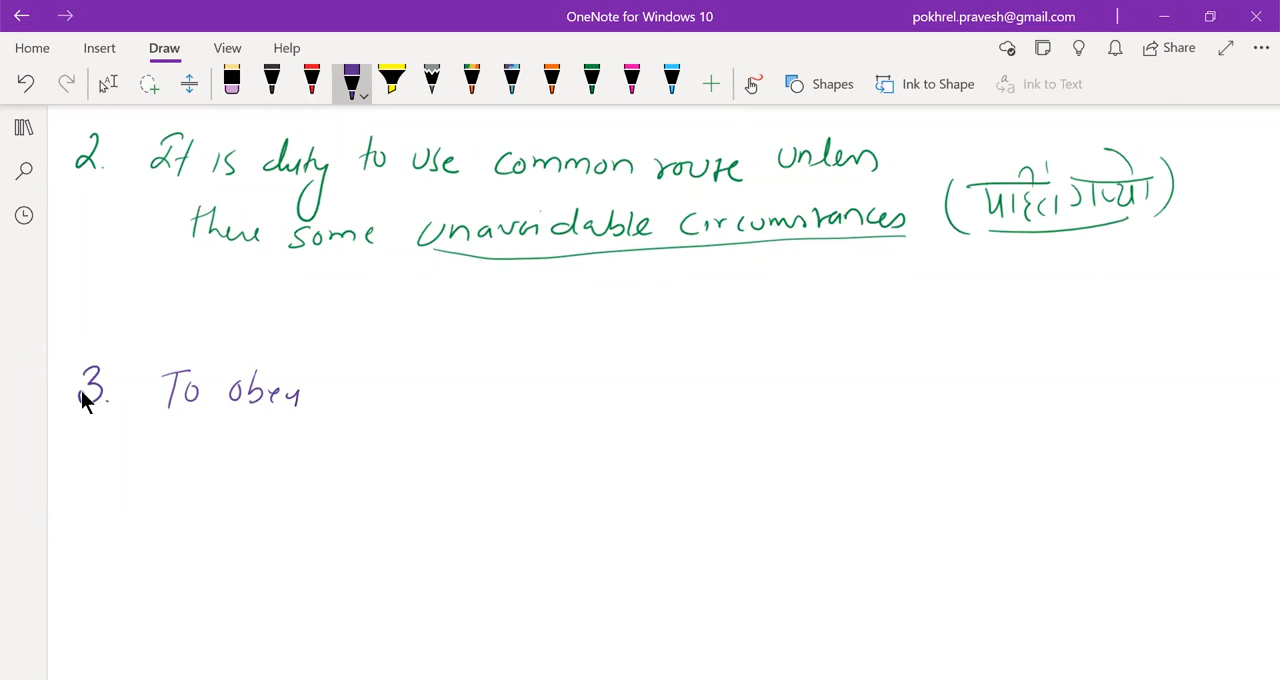 OneNote for Windows 10
pokhrel.pravesh@gmail.com
Home Insert Draw View Help
Share
Shapes Ink to Shape Ink to Text
2. It is duty to use common route unless
there some unavoidable circumstances
3. To obey